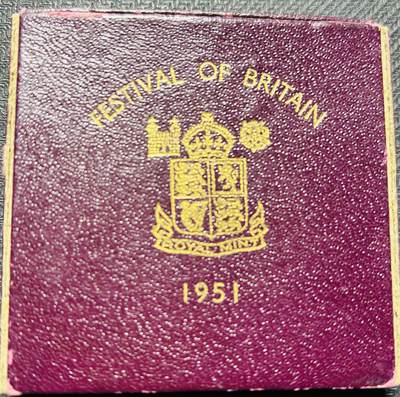 FESTIVAL OF BRITAIN
ROYAL MINT
1951